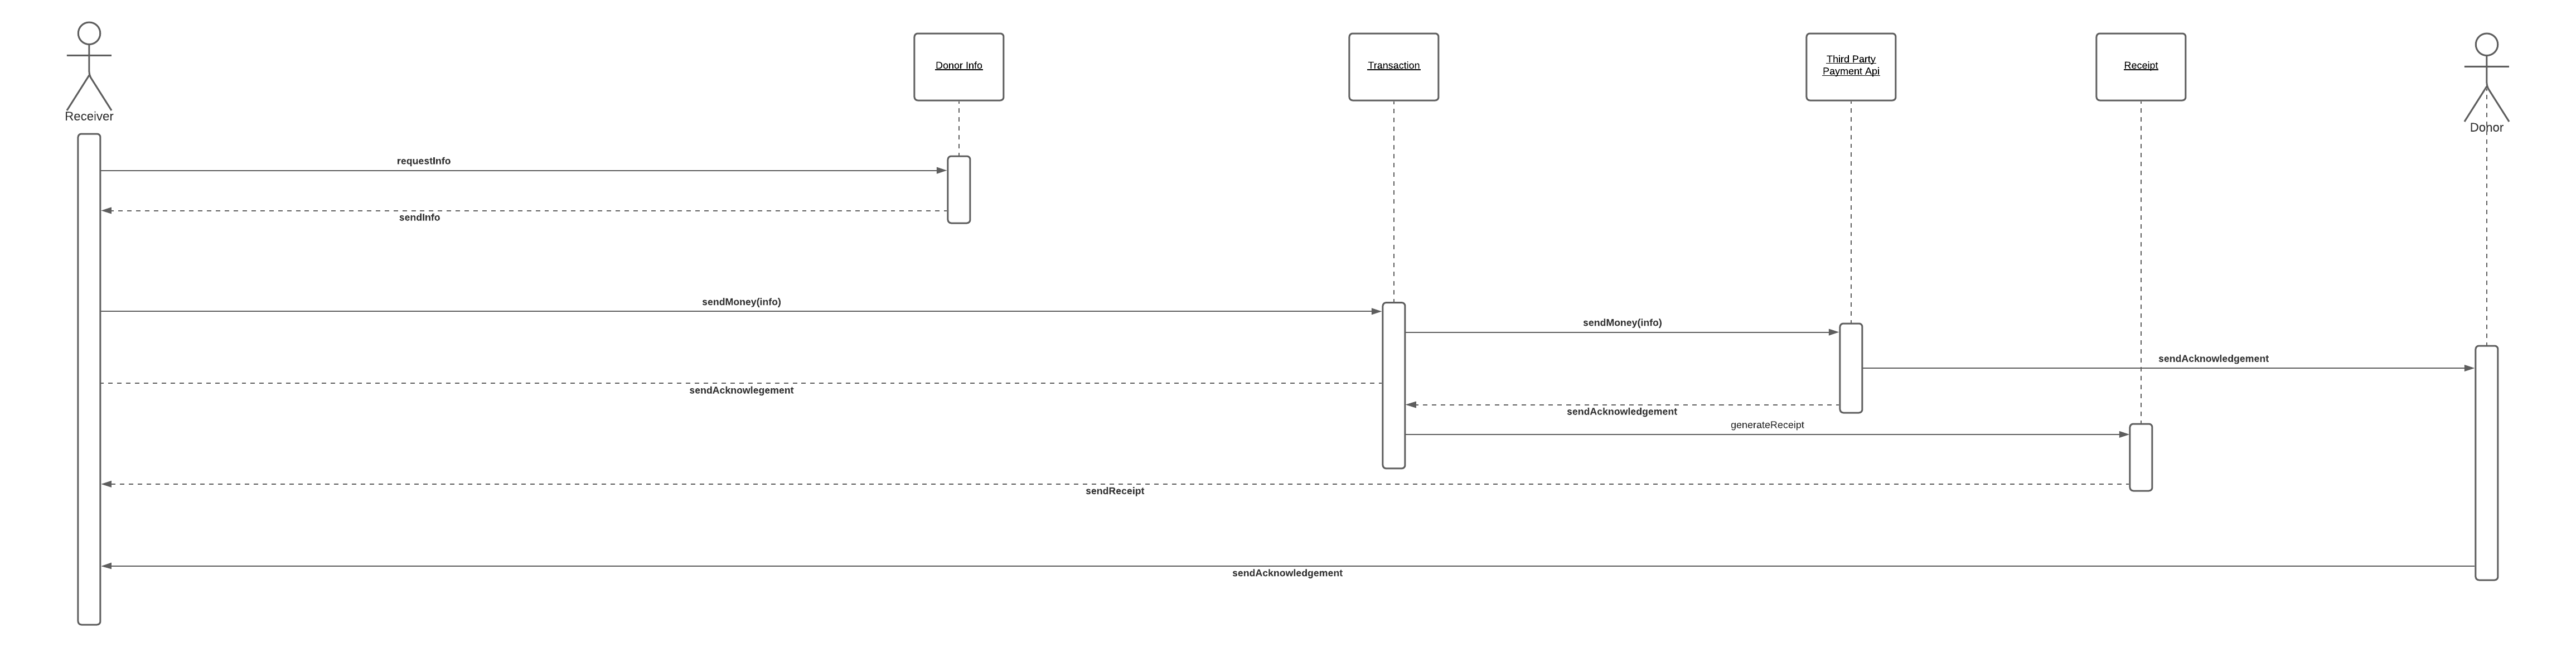 Receiver
Donor Info
Transaction
Third Party
Payment Api
Receipt
Donor
requestInfo
sendInfo
sendMoney(info)
sendMoney(info)
sendAcknowledgement
sendAcknowlegement
sendAcknowledgement
generateReceipt
sendReceipt
sendAcknowledgement